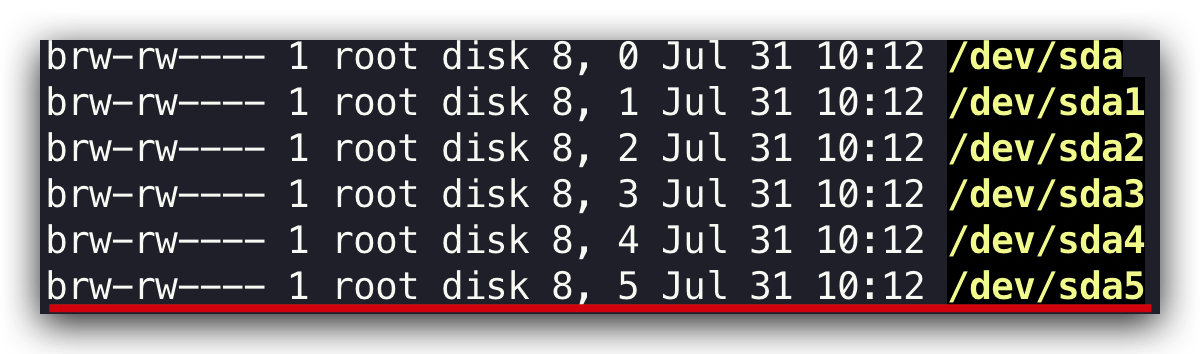 brw-rw---- 1 root disk 8, 0 Jul 31 10:12 /dev/sda
brw-rw---- 1 root disk 8, 1 Jul 31 10:12 /dev/sda1
brw-rw---- 1 root disk 8, 2 Jul 31 10:12 /dev/sda2
brw-rw---- 1 root disk 8, 3 Jul 31 10:12 /dev/sda3
brw-rw---- 1 root disk 8, 4 Jul 31 10:12 /dev/sda4
brw-rw---- 1 root disk 8, 5 Jul 31 10:12 /dev/sda5